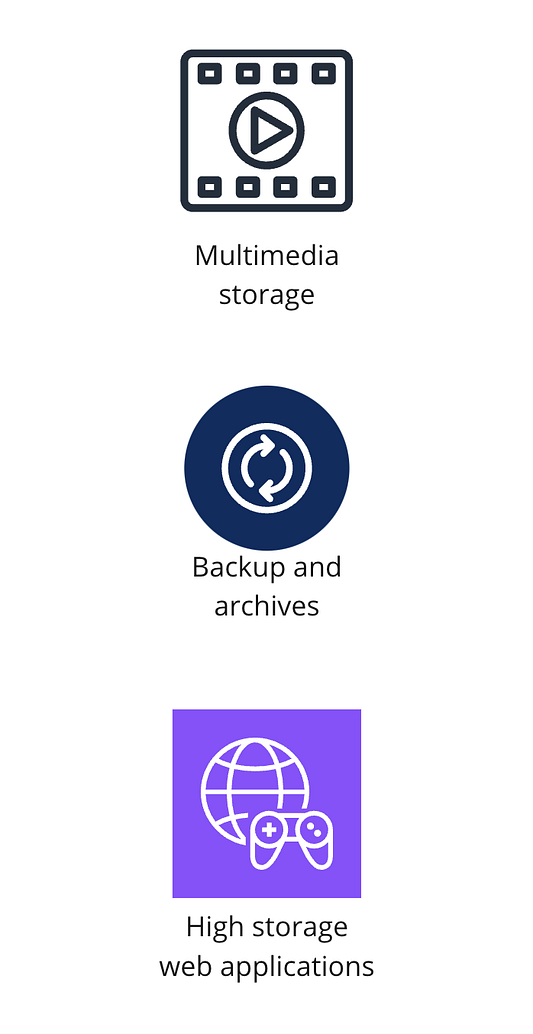 Multimedia
storage
Backup and
archives
High storage
web applications